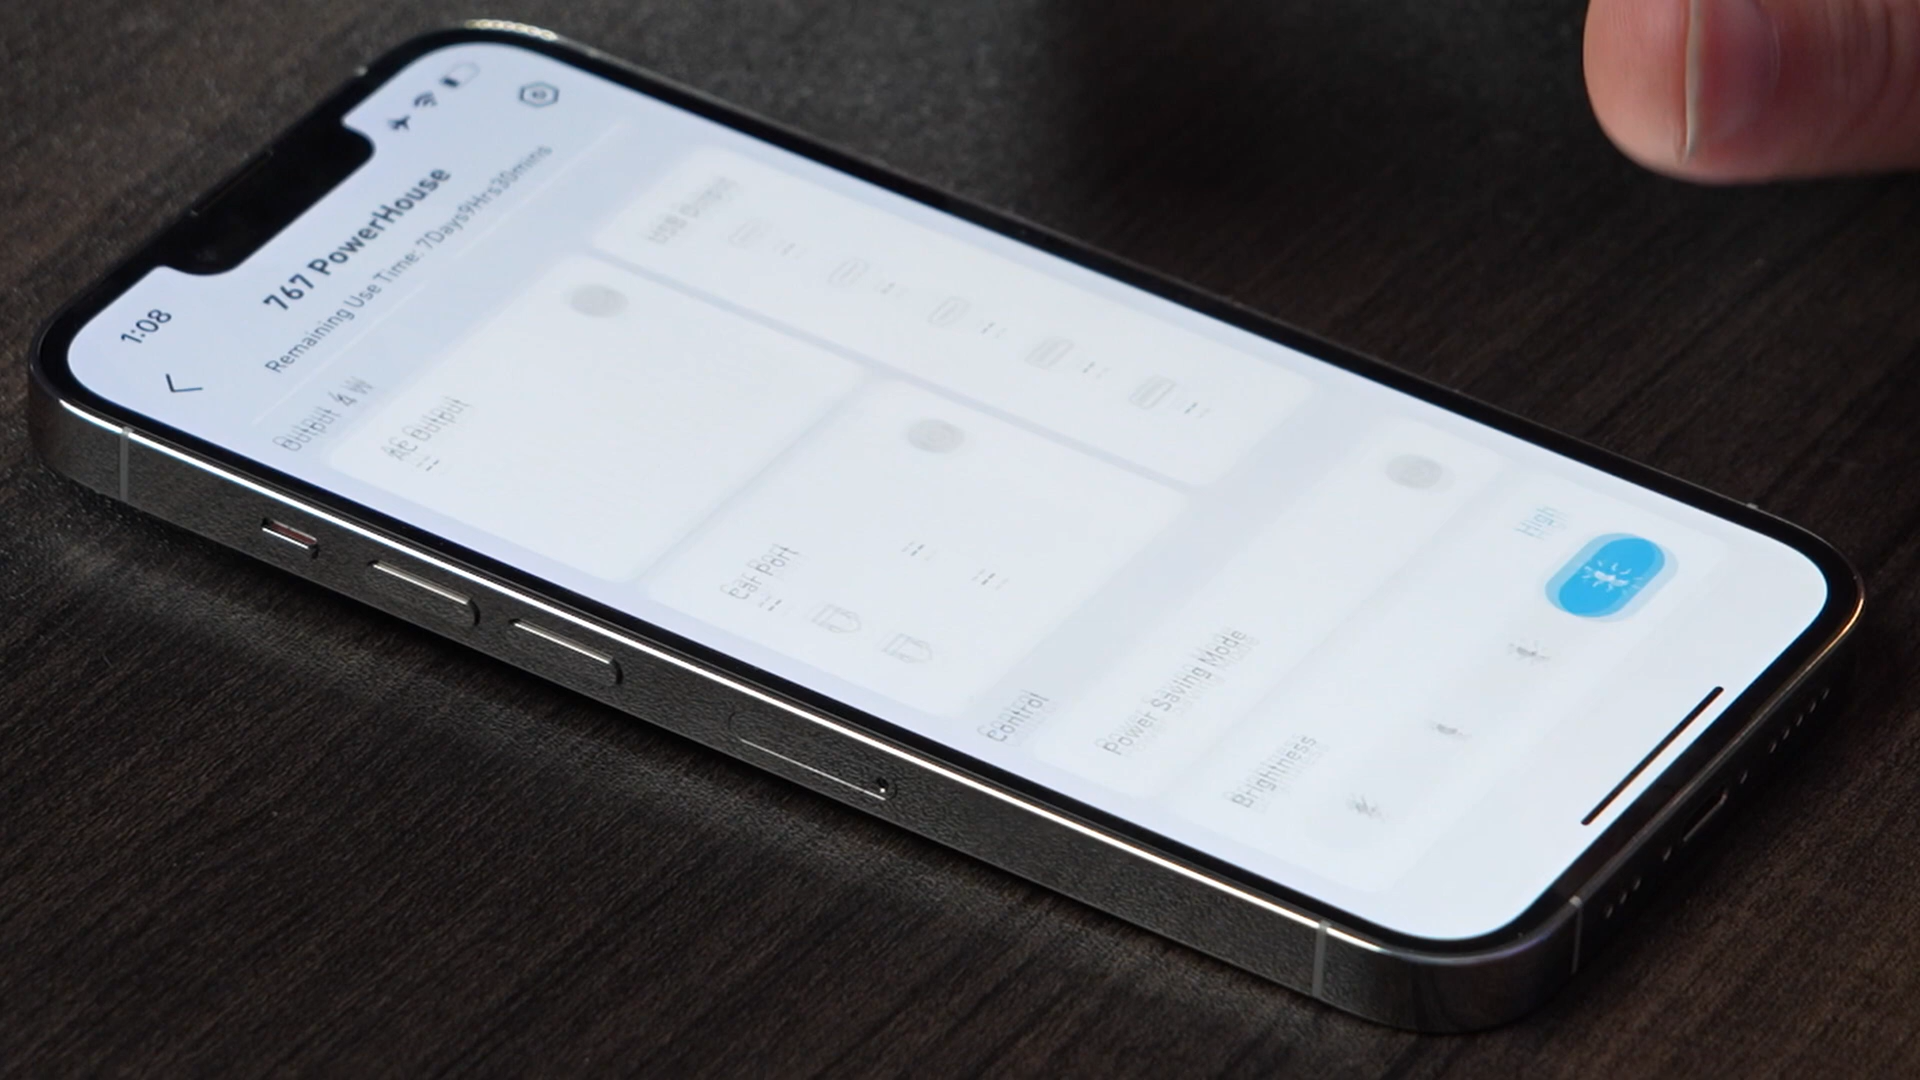 1:08
767 PowerHouse
Remaining Use Time: 7Days9Hrs30mins
Output 4 W
USB Output
AC Output
Car Port
Control
Power Saving Mode
Brightness
High